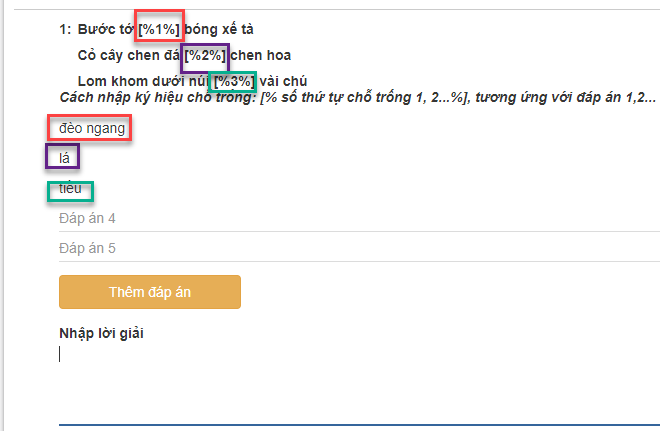 1: Bước tớ [%1%] bóng xế tà
Cỏ cây chen đá [%2%] chen hoa
Lom khom dưới núi [%3%] vài chú
Cách nhập ký hiệu chỗ trống: [% số thứ tự chỗ trống 1, 2...%], tương ứng với đáp án 1,2...
đèo ngang
lá
tiều
Đáp án 4
Đáp án 5
Thêm đáp án
Nhập lời giải